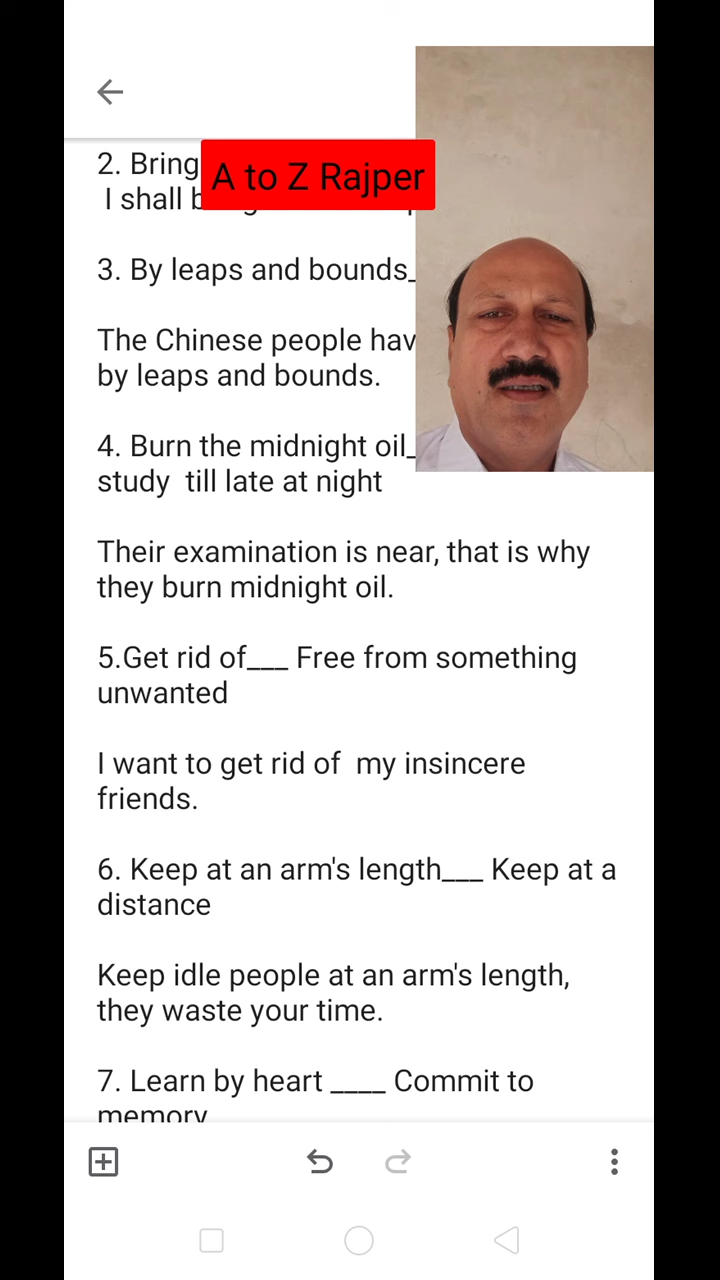 2. Bring
A to Z Rajper
I shall
3. By leaps and bounds_
The Chinese people hav
by leaps and bounds.
4. Burn the midnight oil_
study  till late at night
Their examination is near, that is why
they burn midnight oil.
5.Get rid of___ Free from something
unwanted
I want to get rid of  my insincere
friends.
6. Keep at an arm's length___ Keep at a
distance
Keep idle people at an arm's length,
they waste your time.
7. Learn by heart ____ Commit to
memory